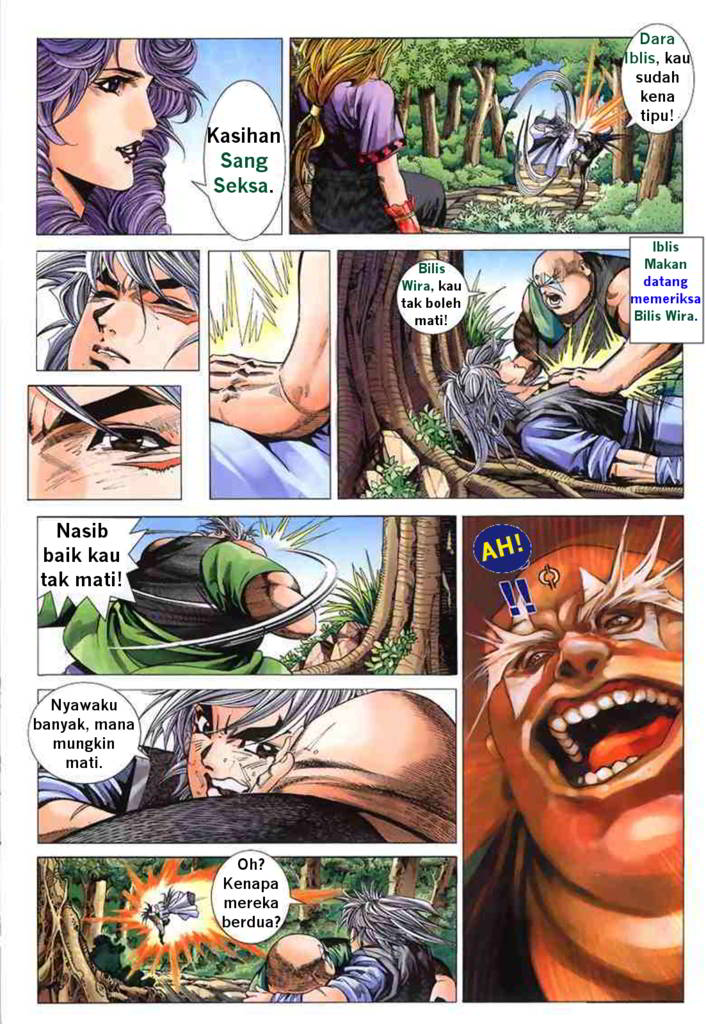 Kasihan
Sang
Seksa.
Dara
Iblis, kau
sudah
kena
tipu!
Bilis
Wira, kau
tak boleh
mati!
Iblis
Makan
datang
memeriksa
Bilis Wira.
Nasib
baik kau
tak mati!
AH!
!!
Nyawaku
banyak, mana
mungkin
mati.
Oh?
Kenapa
mereka
berdua?